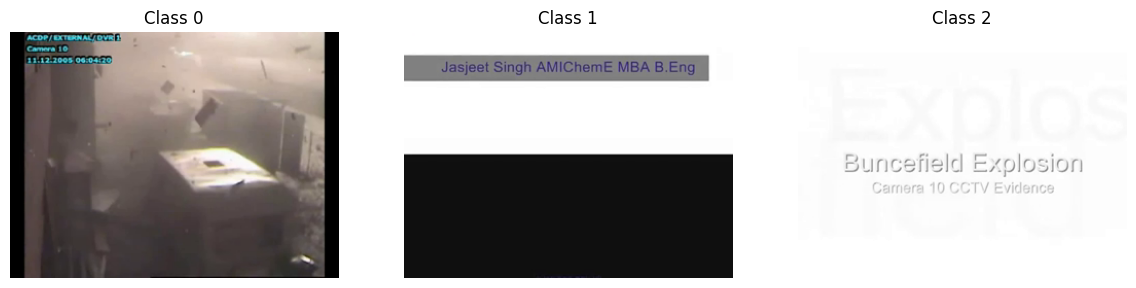 Class 0
Class 1
Class 2
ACDP/EXTERNAL/DVR 1
Camera 10
11.12.2005 06:04:20
Jasjeet Singh AMIChemE MBA B.Eng
Explos
Buncefield Explosion
Camera 10 CCTV Evidence
field